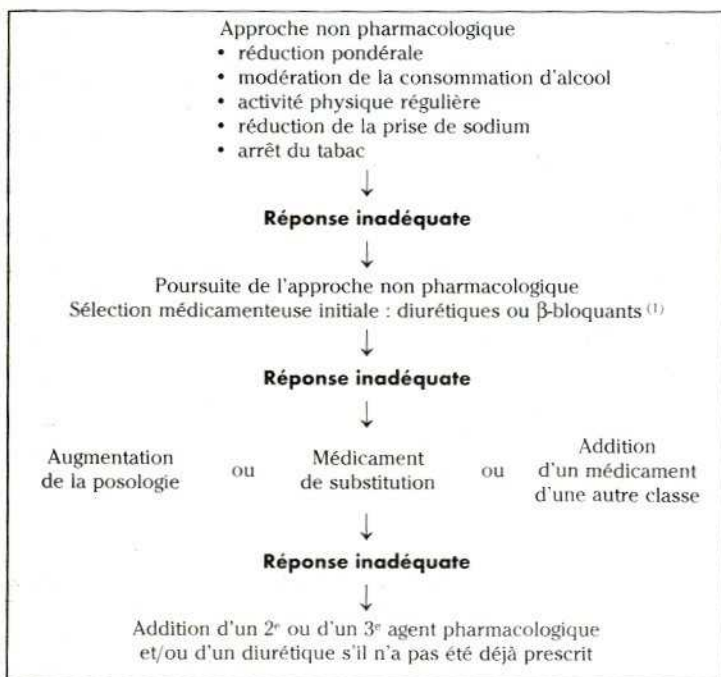 Approche non pharmacologique
• réduction pondérale
• modération de la consommation d'alcool
• activité physique régulière
• réduction de la prise de sodium
• arrêt du tabac
↓
Réponse inadéquate
↓
Poursuite de l'approche non pharmacologique
Sélection médicamenteuse initiale : diurétiques ou β-bloquants (1)
↓
Réponse inadéquate
↓
Augmentation de la posologie ou Médicament de substitution ou Addition d'un médicament d'une autre classe
↓
Réponse inadéquate
↓
Addition d'un 2e ou d'un 3e agent pharmacologique
et/ou d'un diurétique s'il n'a pas été déjà prescrit